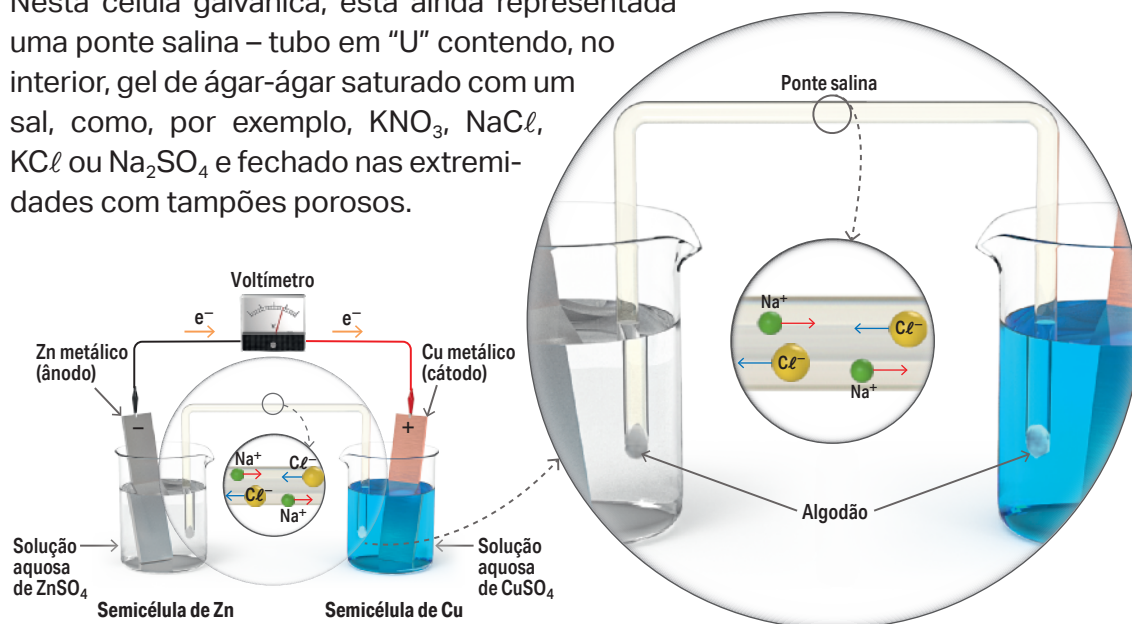 Nesta célula galvânica, está ainda representada
uma ponte salina – tubo em “U” contendo, no
interior, gel de ágar-ágar saturado com um
sal, como, por exemplo, KNO₃, NaCℓ,
KCℓ ou Na₂SO₄ e fechado nas extremi-
dades com tampões porosos.
Voltímetro
e⁻ e⁻
Zn metálico
(ânodo)
Cu metálico
(cátodo)
– +
Na⁺ Cℓ⁻
Cℓ⁻ Na⁺
Solução
aquosa
de ZnSO₄
Solução
aquosa
de CuSO₄
Semicélula de Zn Semicélula de Cu
Ponte salina
Na⁺ Cℓ⁻
Cℓ⁻ Na⁺
Algodão